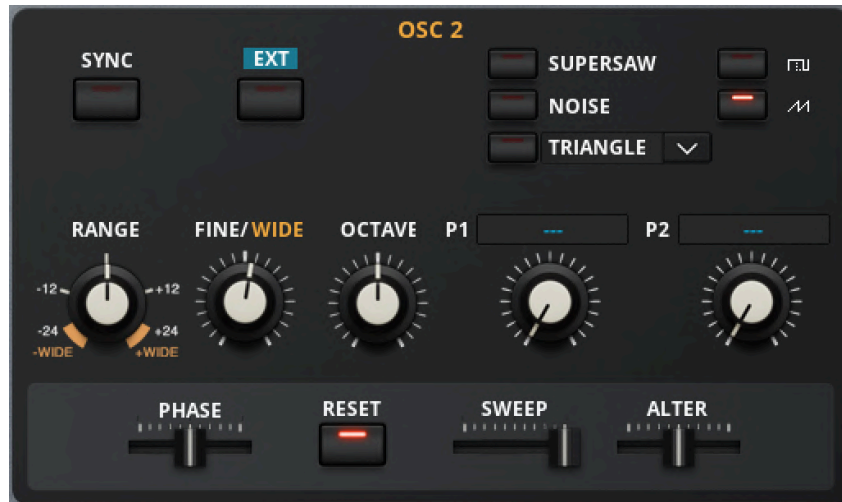 OSC 2
SYNC EXT SUPERSAW
NOISE
TRIANGLE
RANGE FINE/WIDE OCTAVE P1 --- P2 ---
-12 +12
-24 +24
-WIDE +WIDE
PHASE RESET SWEEP ALTER